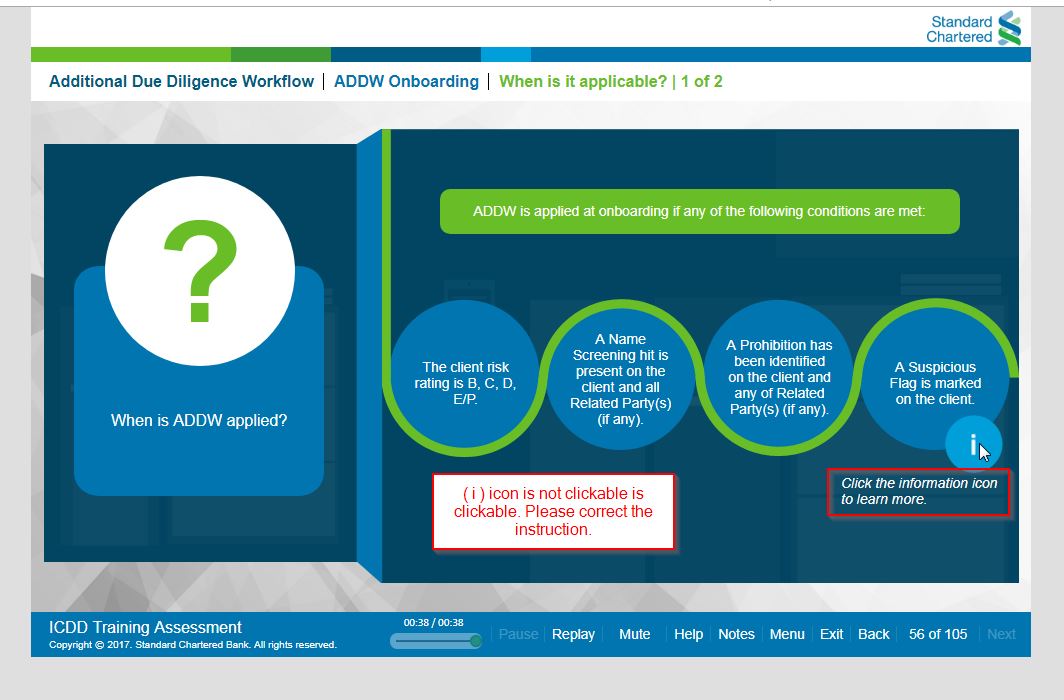 Standard
Chartered
Additional Due Diligence Workflow | ADDW Onboarding | When is it applicable? | 1 of 2
?
When is ADDW applied?
ADDW is applied at onboarding if any of the following conditions are met:
The client risk
rating is B, C, D,
E/P.
A Name
Screening hit is
present on the
client and all
Related Party(s)
(if any).
A Prohibition has
been identified
on the client and
any of Related
Party(s) (if any).
A Suspicious
Flag is marked
on the client.
i
Click the information icon
to learn more.
( i ) icon is not clickable is
clickable. Please correct the
instruction.
ICDD Training Assessment
Copyright © 2017. Standard Chartered Bank. All rights reserved.
00:38 / 00:38
Pause Replay Mute Help Notes Menu Exit Back 56 of 105 Next